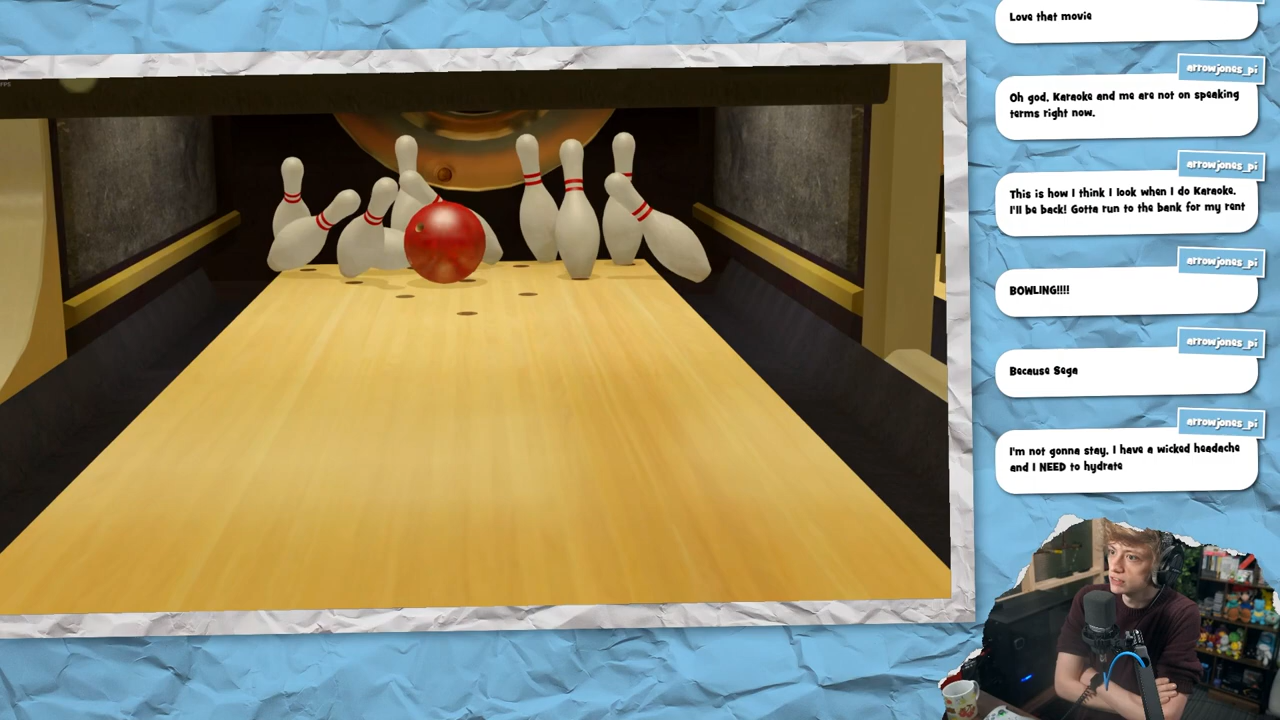 Love that movie
arrowjones_pi
Oh god, Karaoke and me are not on speaking
terms right now.
arrowjones_pi
This is how I think I look when I do Karaoke.
I'll be back! Gotta run to the bank for my rent
arrowjones_pi
BOWLING!!!!
arrowjones_pi
Because Sega
arrowjones_pi
I'm not gonna stay, I have a wicked headache
and I NEED to hydrate